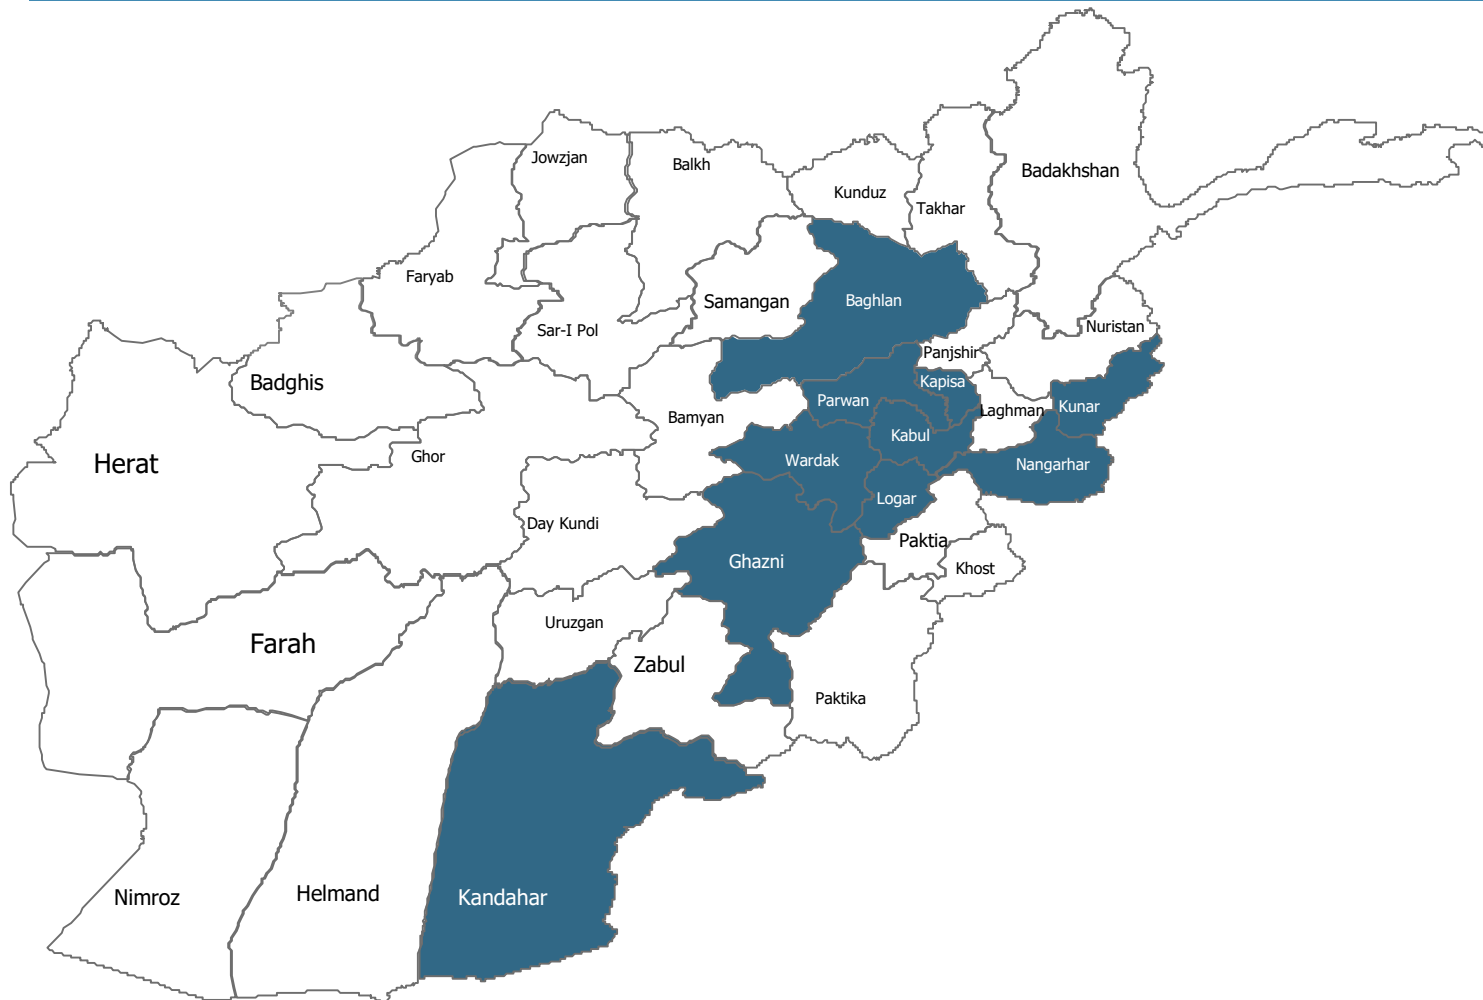 Jowzjan
Balkh
Kunduz
Takhar
Badakhshan
Faryab
Samangan
Baghlan
Sar-I Pol
Nuristan
Panjshir
Badghis
Kapisa
Parwan
Laghman
Kunar
Bamyan
Kabul
Herat
Ghor
Wardak
Nangarhar
Logar
Day Kundi
Paktia
Ghazni
Khost
Uruzgan
Farah
Zabul
Paktika
Nimroz
Helmand
Kandahar